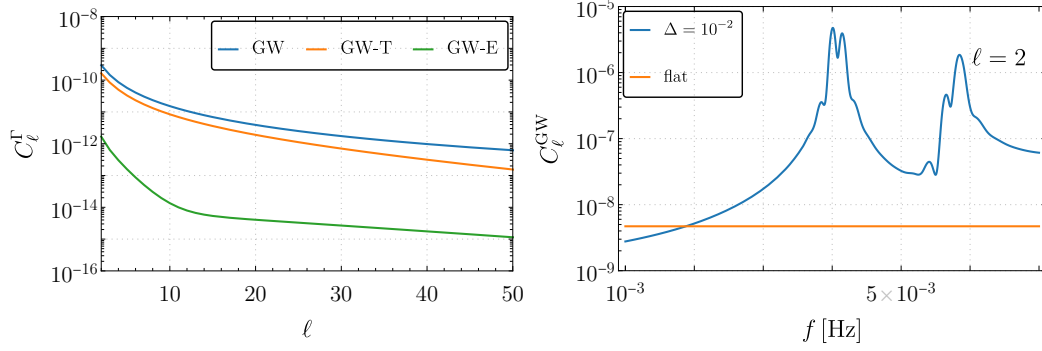 10⁻⁸
10⁻¹⁰
10⁻¹²
10⁻¹⁴
10⁻¹⁶
C_ℓ^Γ
GW
GW-T
GW-E
10
20
30
40
50
ℓ
10⁻⁵
10⁻⁶
10⁻⁷
10⁻⁸
10⁻⁹
C_ℓ^GW
Δ = 10⁻²
flat
ℓ = 2
10⁻³
5×10⁻³
f [Hz]